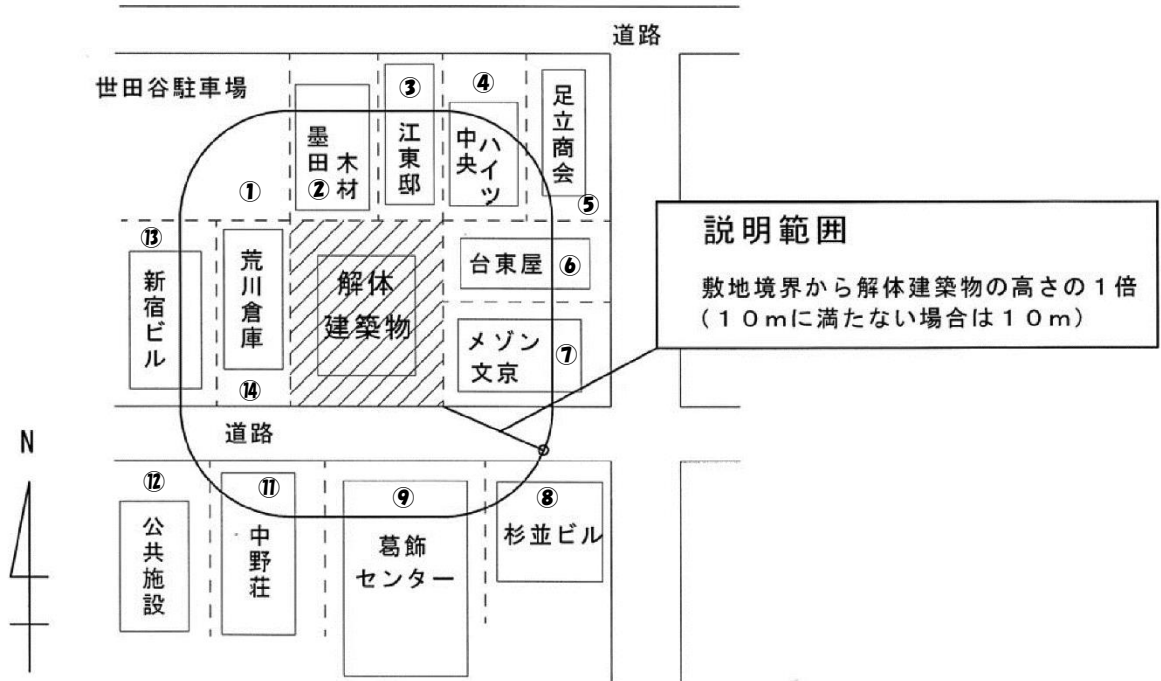 道路
世田谷駐車場
①
墨田
木材
②
③
江東邸
④
中央
ハイツ
足立商会
⑤
説明範囲
敷地境界から解体建築物の高さの１倍
（１０ｍに満たない場合は１０ｍ）
⑬
新宿ビル
荒川倉庫
⑭
解体
建築物
台東屋
⑥
メゾン
文京
⑦
道路
N
⑫
公共施設
⑪
中野荘
⑨
葛飾
センター
⑧
杉並ビル